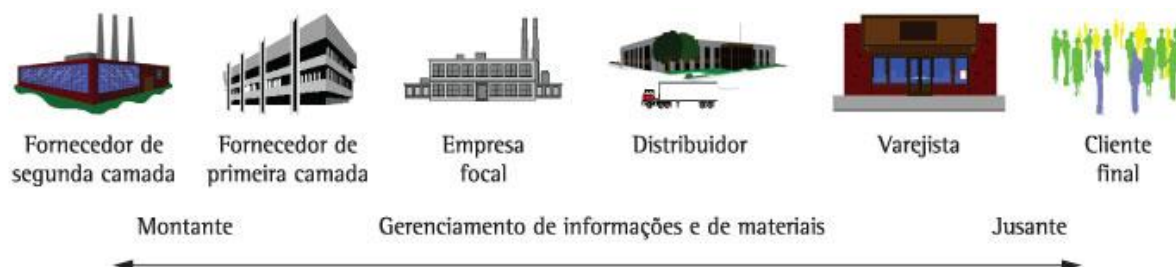 Fornecedor de
segunda camada
Fornecedor de
primeira camada
Empresa
focal
Distribuidor
Varejista
Cliente
final
Montante
Gerenciamento de informações e de materiais
Jusante